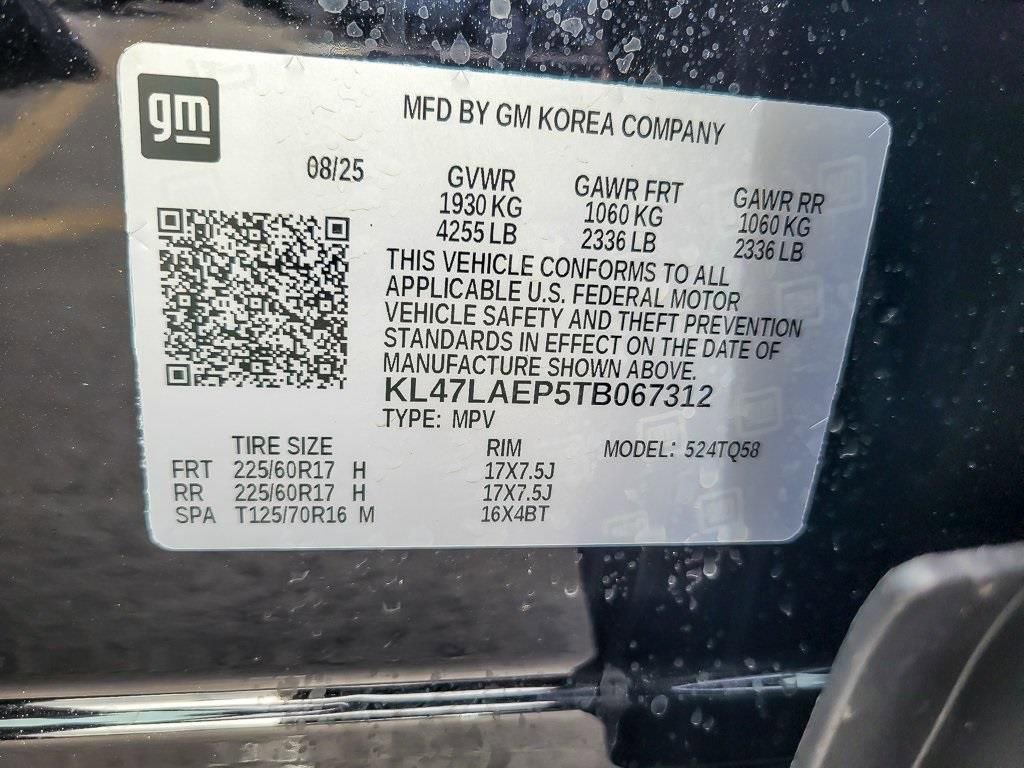 gm
MFD BY GM KOREA COMPANY
08/25
GVWR GAWR FRT GAWR RR
1930 KG 1060 KG 1060 KG
4255 LB 2336 LB 2336 LB
THIS VEHICLE CONFORMS TO ALL
APPLICABLE U.S. FEDERAL MOTOR
VEHICLE SAFETY AND THEFT PREVENTION
STANDARDS IN EFFECT ON THE DATE OF
MANUFACTURE SHOWN ABOVE.
KL47LAEP5TB067312
TYPE: MPV
TIRE SIZE RIM MODEL: 524TQ58
FRT 225/60R17 H 17X7.5J
RR 225/60R17 H 17X7.5J
SPA T125/70R16 M 16X4BT